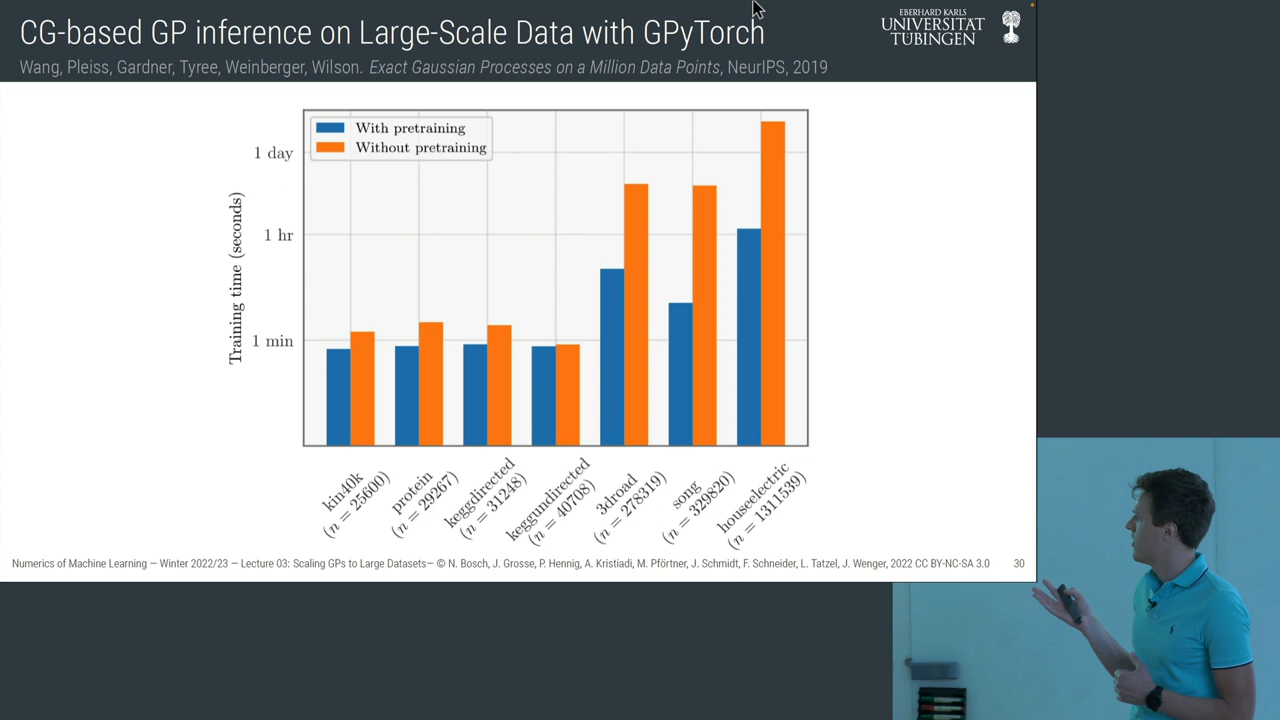 CG-based GP inference on Large-Scale Data with GPyTorch
Wang, Pleiss, Gardner, Tyree, Weinberger, Wilson. Exact Gaussian Processes on a Million Data Points, NeurIPS, 2019
EBERHARD KARLS
UNIVERSITÄT
TÜBINGEN
With pretraining
Without pretraining
Training time (seconds)
1 day
1 hr
1 min
kin40k
(n = 25600)
protein
(n = 29267)
keggdirected
(n = 31248)
keggundirected
(n = 40708)
3droad
(n = 278319)
song
(n = 329820)
houseelectric
(n = 1311539)
Numerics of Machine Learning — Winter 2022/23 — Lecture 03: Scaling GPs to Large Datasets— © N. Bosch, J. Grosse, P. Hennig, A. Kristiadi, M. Pförtner, J. Schmidt, F. Schneider, L. Tatzel, J. Wenger, 2022 CC BY-NC-SA 3.0
30